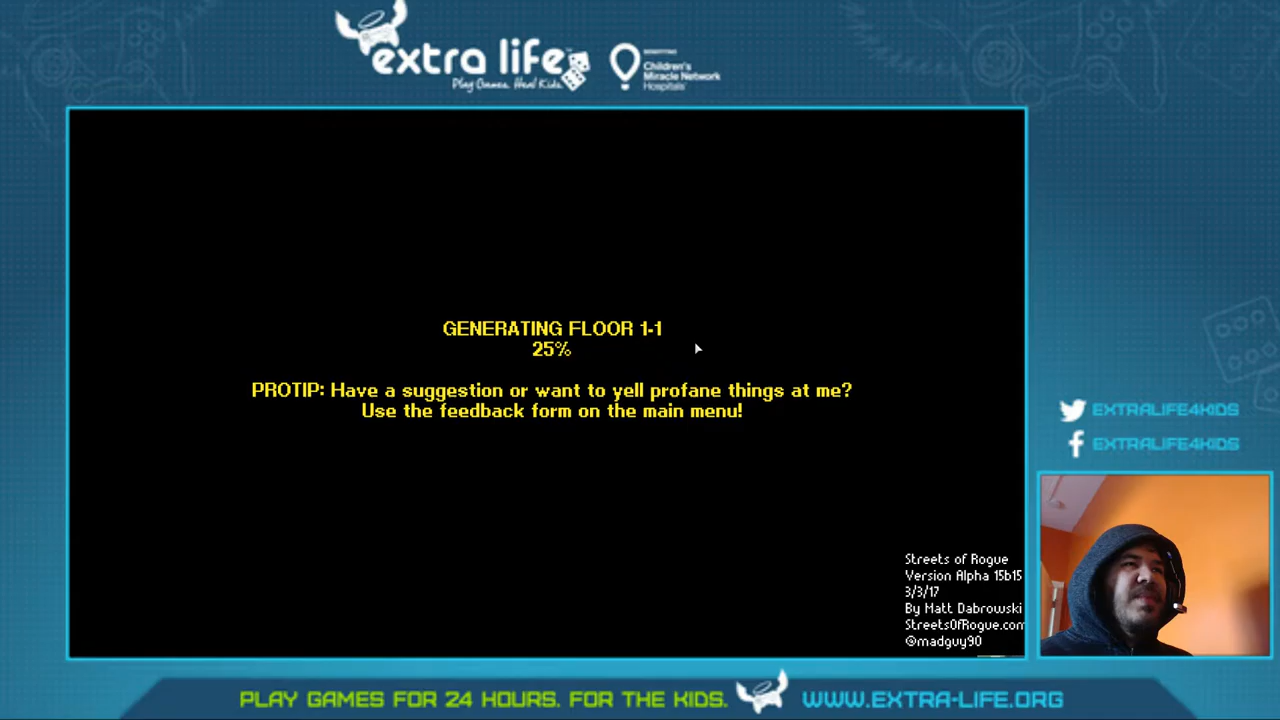 extra life
Play Games. Heal Kids.
BENEFITING
Children's
Miracle Network
Hospitals
GENERATING FLOOR 1-1
25%
PROTIP: Have a suggestion or want to yell profane things at me?
Use the feedback form on the main menu!
Streets of Rogue
Version Alpha 15b15
3/3/17
By Matt Dabrowski
StreetsOfRogue.com
@madguy90
EXTRALIFE4KIDS
EXTRALIFE4KIDS
PLAY GAMES FOR 24 HOURS. FOR THE KIDS.
WWW.EXTRA-LIFE.ORG